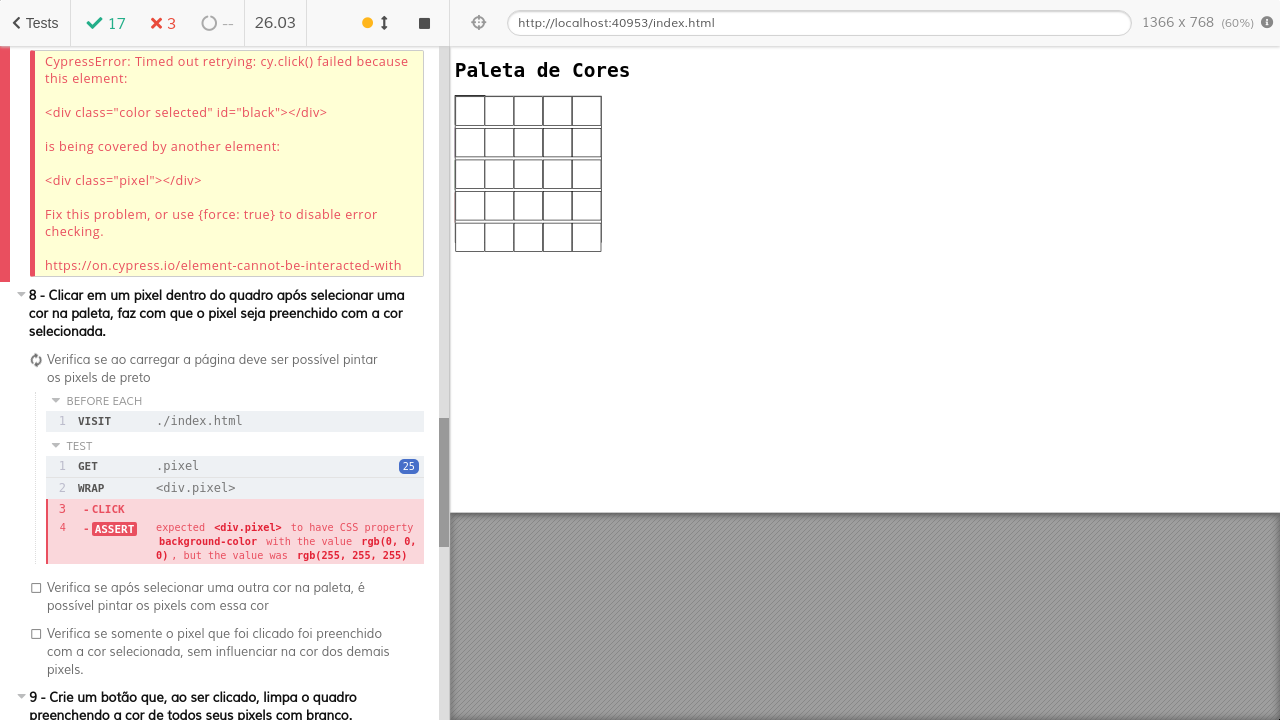 Tests
17
3
--
26.03
http://localhost:40953/index.html
1366 x 768 (60%)
CypressError: Timed out retrying: cy.click() failed because
this element:
<div class="color selected" id="black"></div>
is being covered by another element:
<div class="pixel"></div>
Fix this problem, or use {force: true} to disable error
checking.
https://on.cypress.io/element-cannot-be-interacted-with
8 - Clicar em um pixel dentro do quadro após selecionar uma
cor na paleta, faz com que o pixel seja preenchido com a cor
selecionada.
Verifica se ao carregar a página deve ser possível pintar
os pixels de preto
BEFORE EACH
1 VISIT ./index.html
TEST
1 GET .pixel 25
2 WRAP <div.pixel>
3 - CLICK
4 - ASSERT expected <div.pixel> to have CSS property
background-color with the value rgb(0, 0,
0) , but the value was rgb(255, 255, 255)
Verifica se após selecionar uma outra cor na paleta, é
possível pintar os pixels com essa cor
Verifica se somente o pixel que foi clicado foi preenchido
com a cor selecionada, sem influenciar na cor dos demais
pixels.
9 - Crie um botão que, ao ser clicado, limpa o quadro
preenchendo a cor de todos seus pixels com branco.
Paleta de Cores